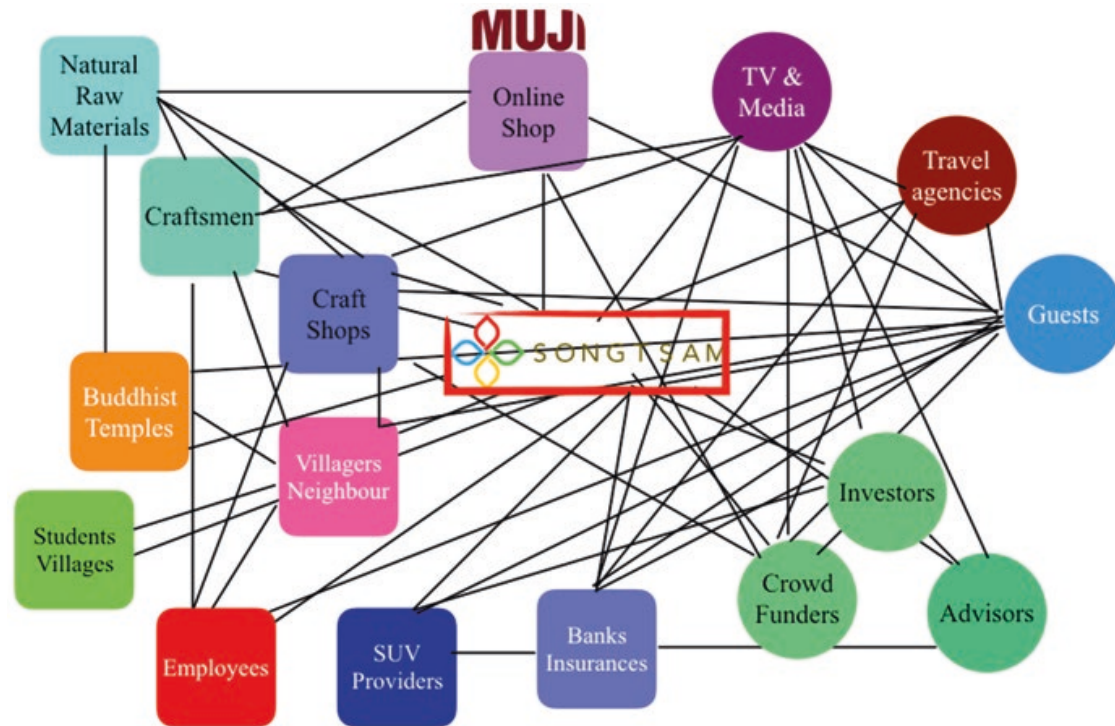 MUJI
Natural
Raw
Materials
Online
Shop
TV &
Media
Travel
agencies
Craftsmen
Craft
Shops
Guests
SONGTSAM
Buddhist
Temples
Villagers
Neighbour
Investors
Students
Villages
Crowd
Funders
Advisors
Employees
SUV
Providers
Banks
Insurances